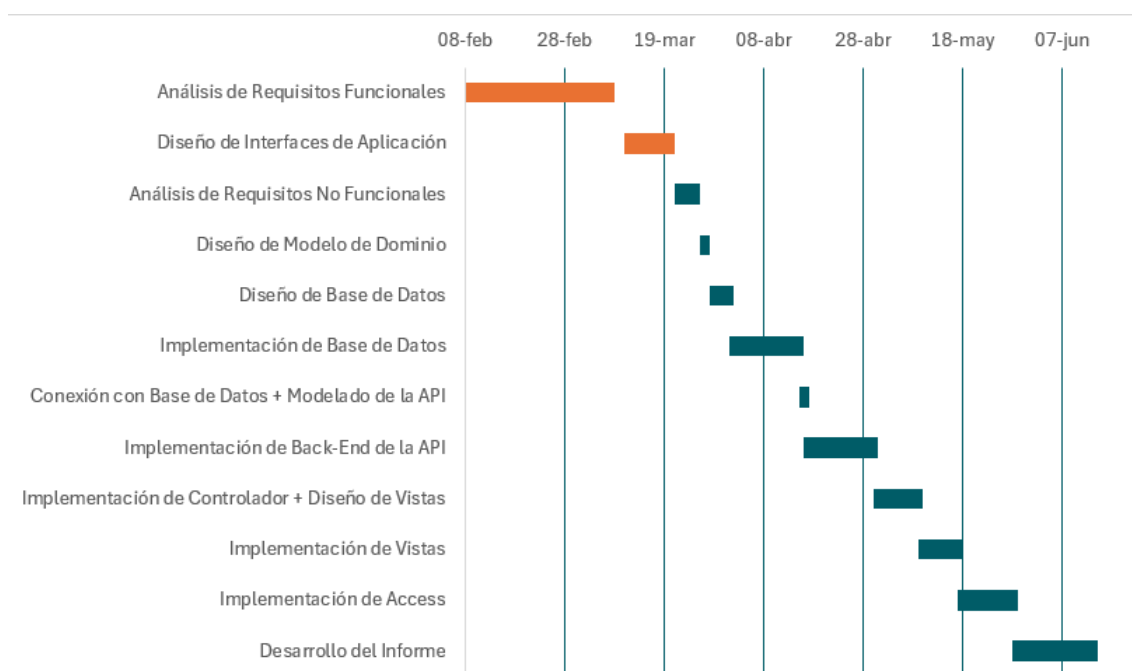 08-feb 28-feb 19-mar 08-abr 28-abr 18-may 07-jun
Análisis de Requisitos Funcionales
Diseño de Interfaces de Aplicación
Análisis de Requisitos No Funcionales
Diseño de Modelo de Dominio
Diseño de Base de Datos
Implementación de Base de Datos
Conexión con Base de Datos + Modelado de la API
Implementación de Back-End de la API
Implementación de Controlador + Diseño de Vistas
Implementación de Vistas
Implementación de Access
Desarrollo del Informe